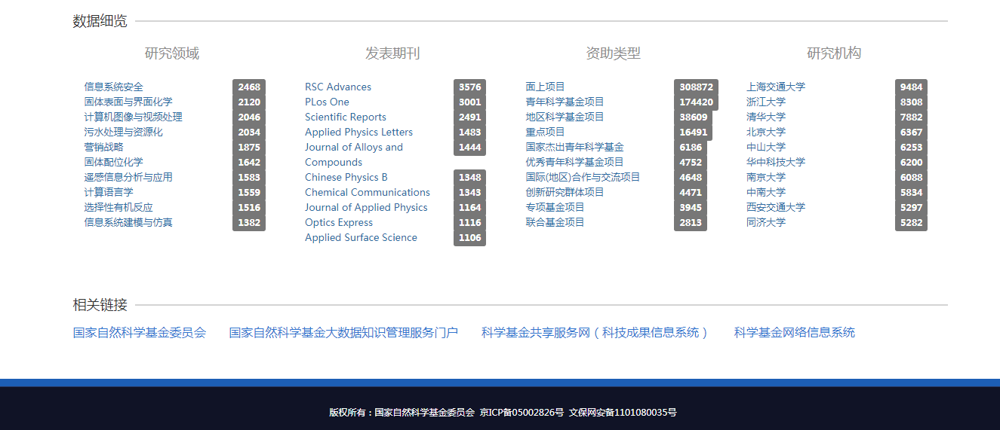 数据细览
研究领域
信息系统安全 2468
固体表面与界面化学 2120
计算机图像与视频处理 2046
污水处理与资源化 2034
营销战略 1875
固体配位化学 1642
遥感信息分析与应用 1583
计算语言学 1559
选择性有机反应 1516
信息系统建模与仿真 1382
发表期刊
RSC Advances 3576
PLos One 3001
Scientific Reports 2491
Applied Physics Letters 1483
Journal of Alloys and 1444
Compounds
Chinese Physics B 1348
Chemical Communications 1343
Journal of Applied Physics 1164
Optics Express 1116
Applied Surface Science 1106
资助类型
面上项目 308872
青年科学基金项目 174420
地区科学基金项目 38609
重点项目 16491
国家杰出青年科学基金 6186
优秀青年科学基金项目 4752
国际(地区)合作与交流项目 4648
创新研究群体项目 4471
专项基金项目 3945
联合基金项目 2813
研究机构
上海交通大学 9484
浙江大学 8308
清华大学 7882
北京大学 6367
中山大学 6253
华中科技大学 6200
南京大学 6088
中南大学 5834
西安交通大学 5297
同济大学 5282
相关链接
国家自然科学基金委员会 国家自然科学基金大数据知识管理服务门户 科学基金共享服务网（科技成果信息系统） 科学基金网络信息系统
版权所有：国家自然科学基金委员会 京ICP备05002826号 文保网安备1101080035号